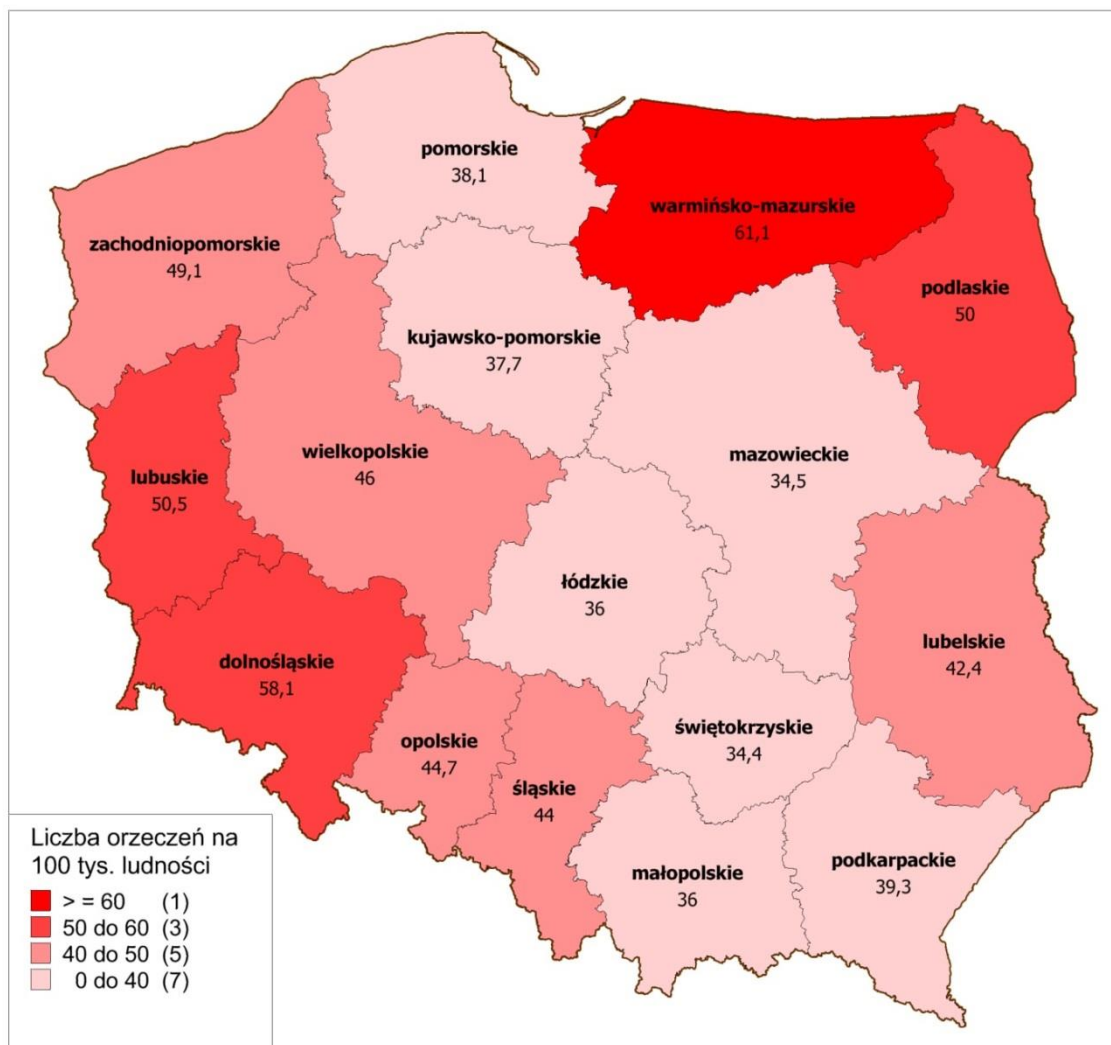 pomorskie
38,1
warmińsko-mazurskie
61,1
zachodniopomorskie
49,1
podlaskie
50
kujawsko-pomorskie
37,7
wielkopolskie
46
mazowieckie
34,5
lubuskie
50,5
łódzkie
36
lubelskie
42,4
dolnośląskie
58,1
świętokrzyskie
34,4
opolskie
44,7
śląskie
44
małopolskie
36
podkarpackie
39,3
Liczba orzeczeń na
100 tys. ludności
> = 60 (1)
50 do 60 (3)
40 do 50 (5)
0 do 40 (7)